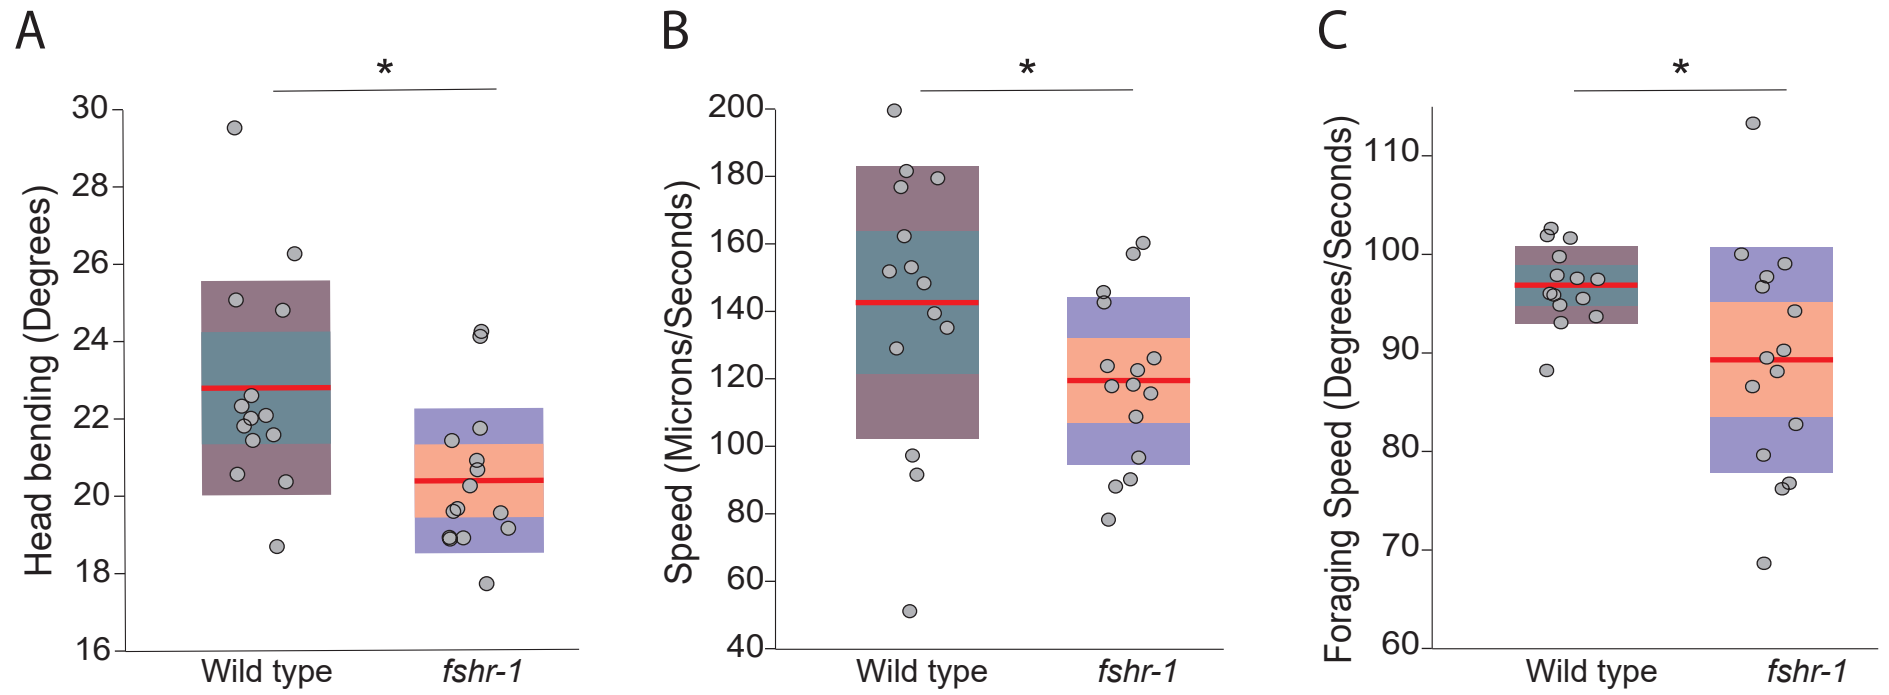 A
*
Head bending (Degrees)
30
28
26
24
22
20
18
16
Wild type
fshr-1
B
*
Speed (Microns/Seconds)
200
180
160
140
120
100
80
60
40
Wild type
fshr-1
C
*
Foraging Speed (Degrees/Seconds)
110
100
90
80
70
60
Wild type
fshr-1